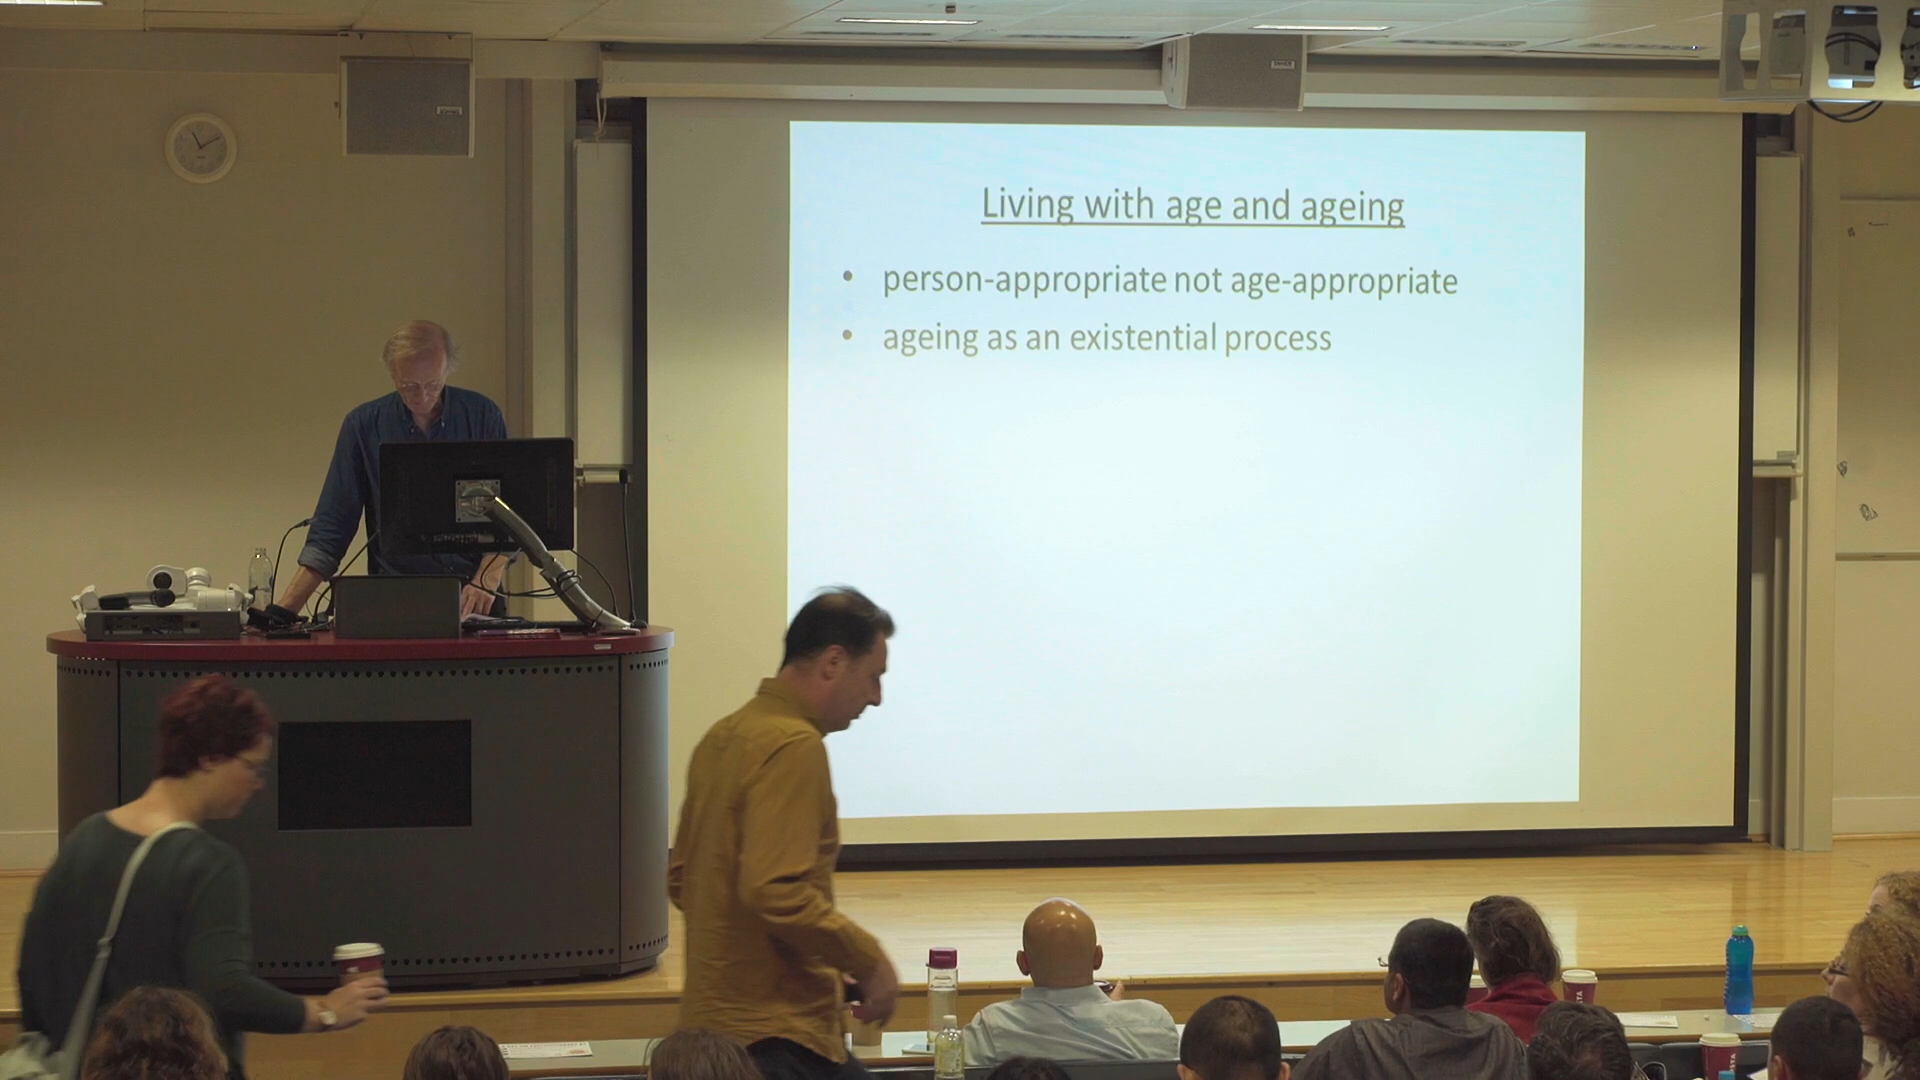 Living with age and ageing
• person-appropriate not age-appropriate
• ageing as an existential process